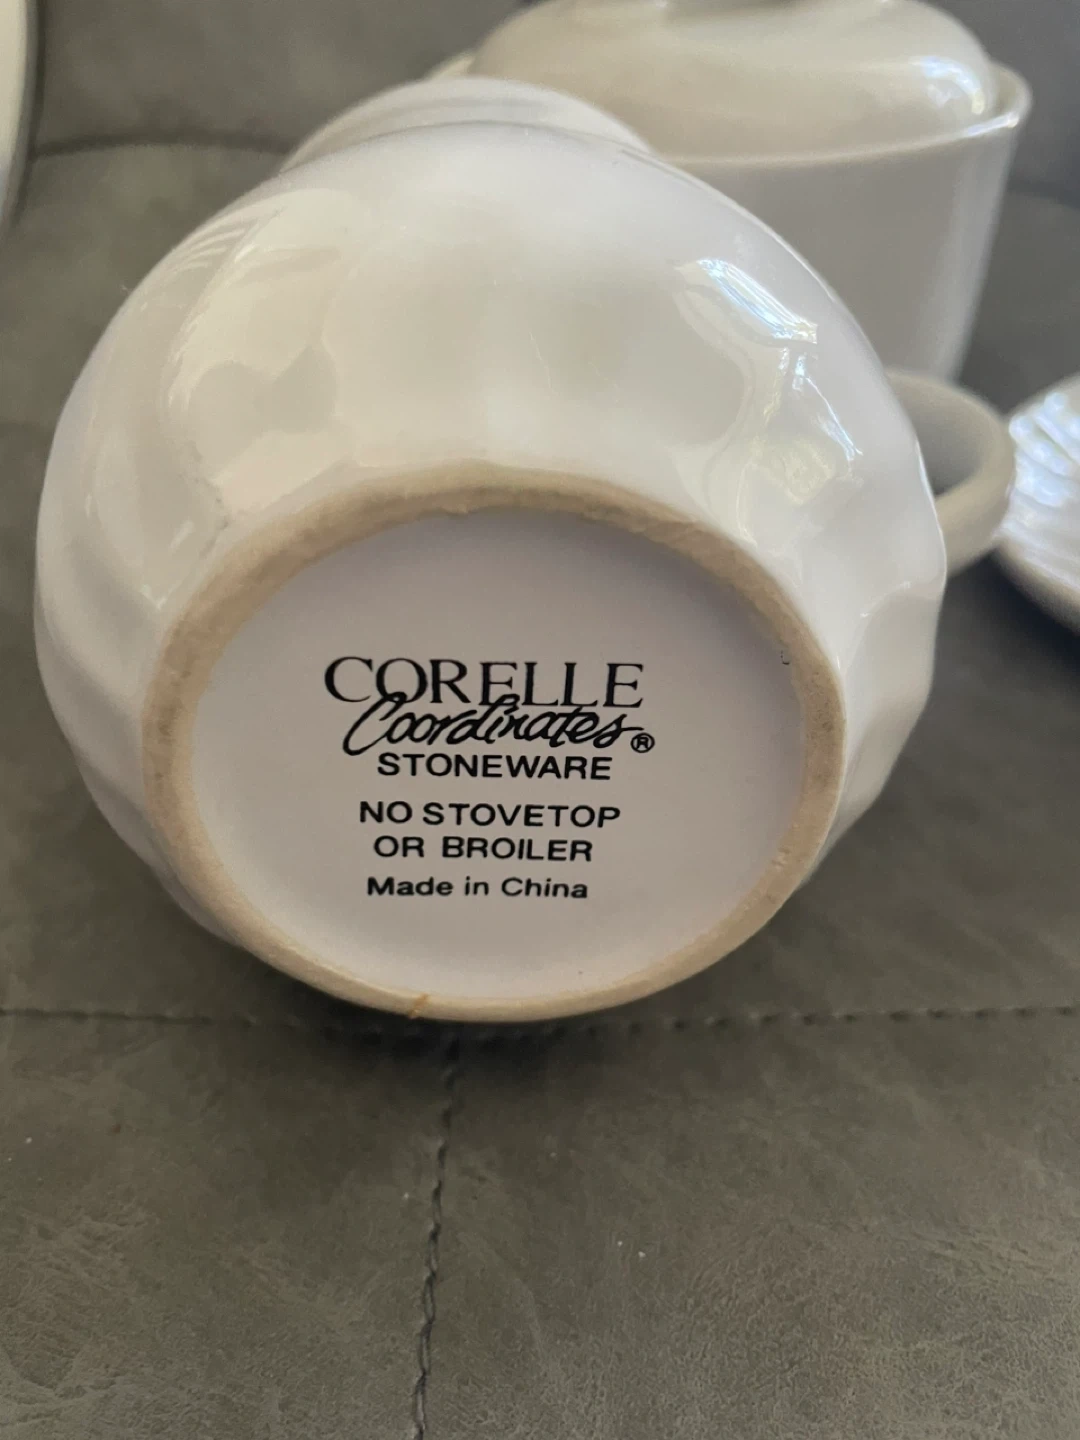 CORELLE
Coordinates®
STONEWARE
NO STOVETOP
OR BROILER
Made in China